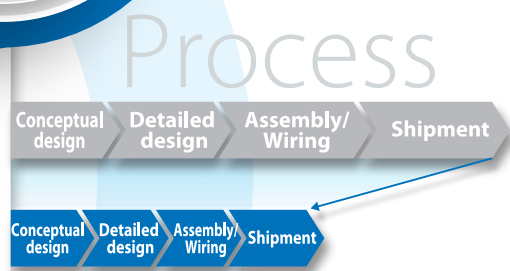 Process
Conceptual design
Detailed design
Assembly/ Wiring
Shipment
Conceptual design
Detailed design
Assembly/ Wiring
Shipment